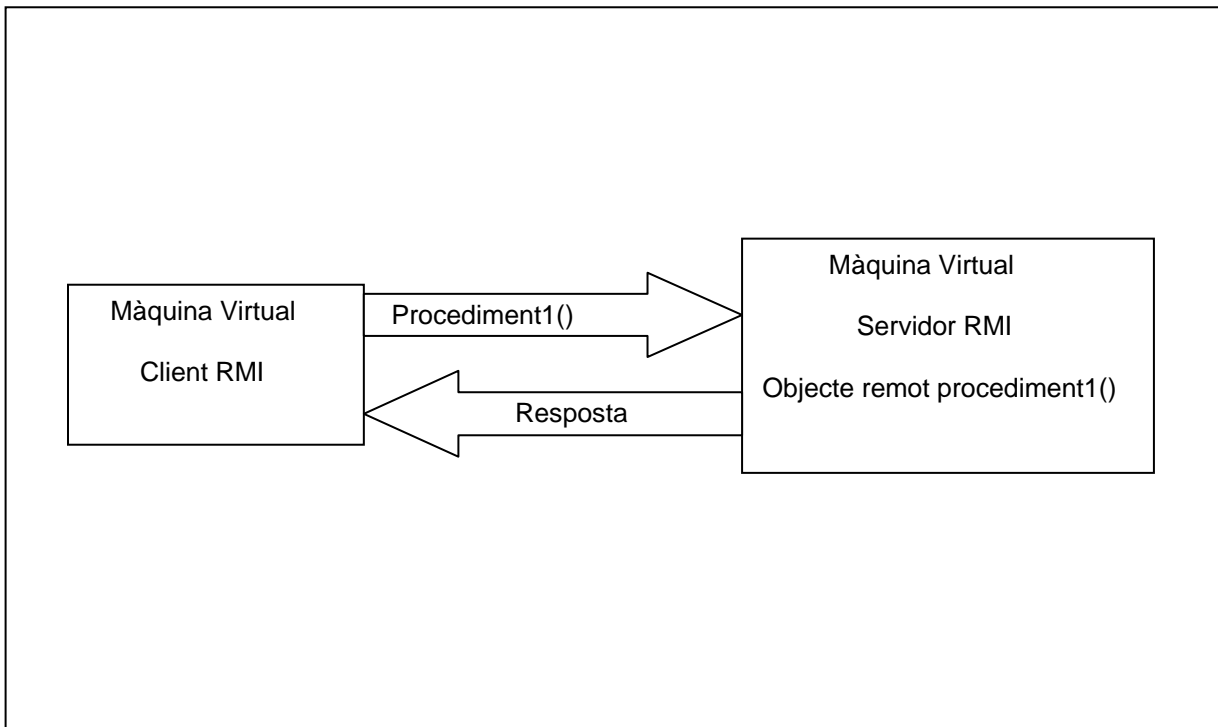 Màquina Virtual
Client RMI
Procediment1()
Resposta
Màquina Virtual
Servidor RMI
Objecte remot procediment1()